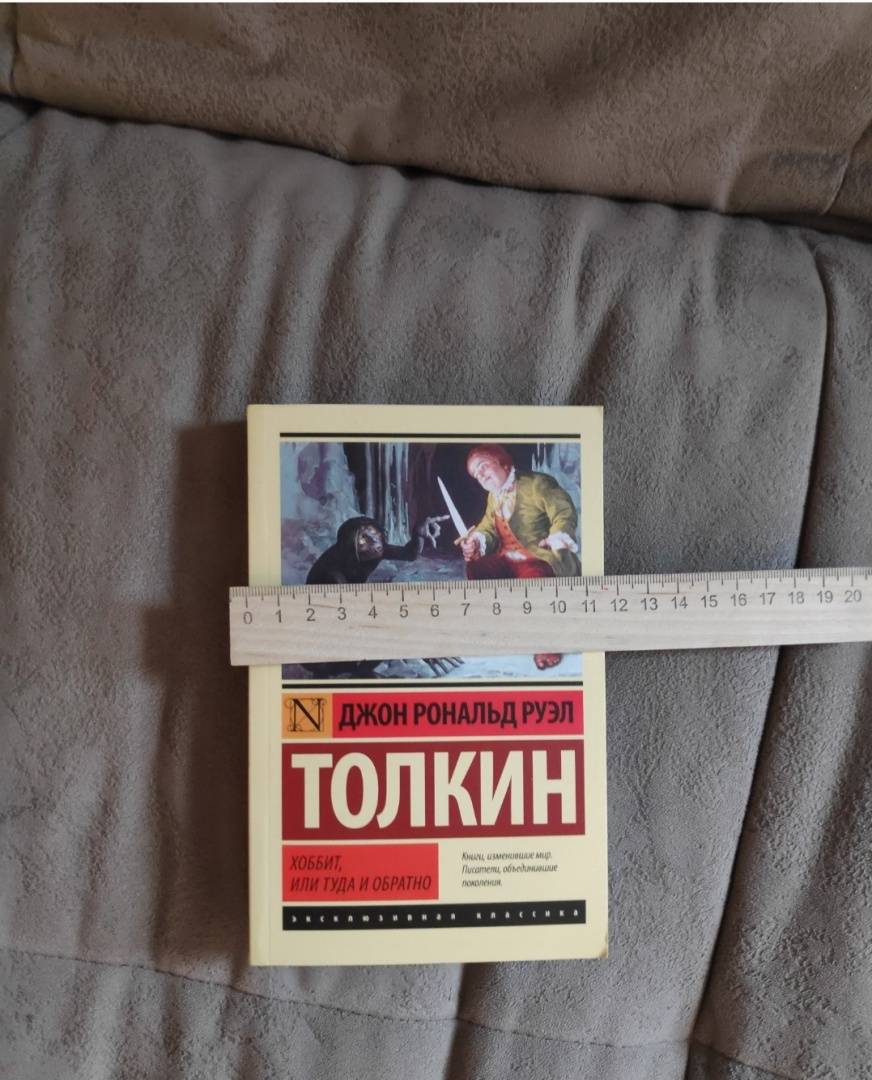 0 1 2 3 4 5 6 7 8 9 10 11 12 13 14 15 16 17 18 19 20
N ДЖОН РОНАЛЬД РУЭЛ
ТОЛКИН
ХОББИТ,
ИЛИ ТУДА И ОБРАТНО
Книги, изменившие мир.
Писатели, объединившие
поколения.
ЭКСКЛЮЗИВНАЯ КЛАССИКА